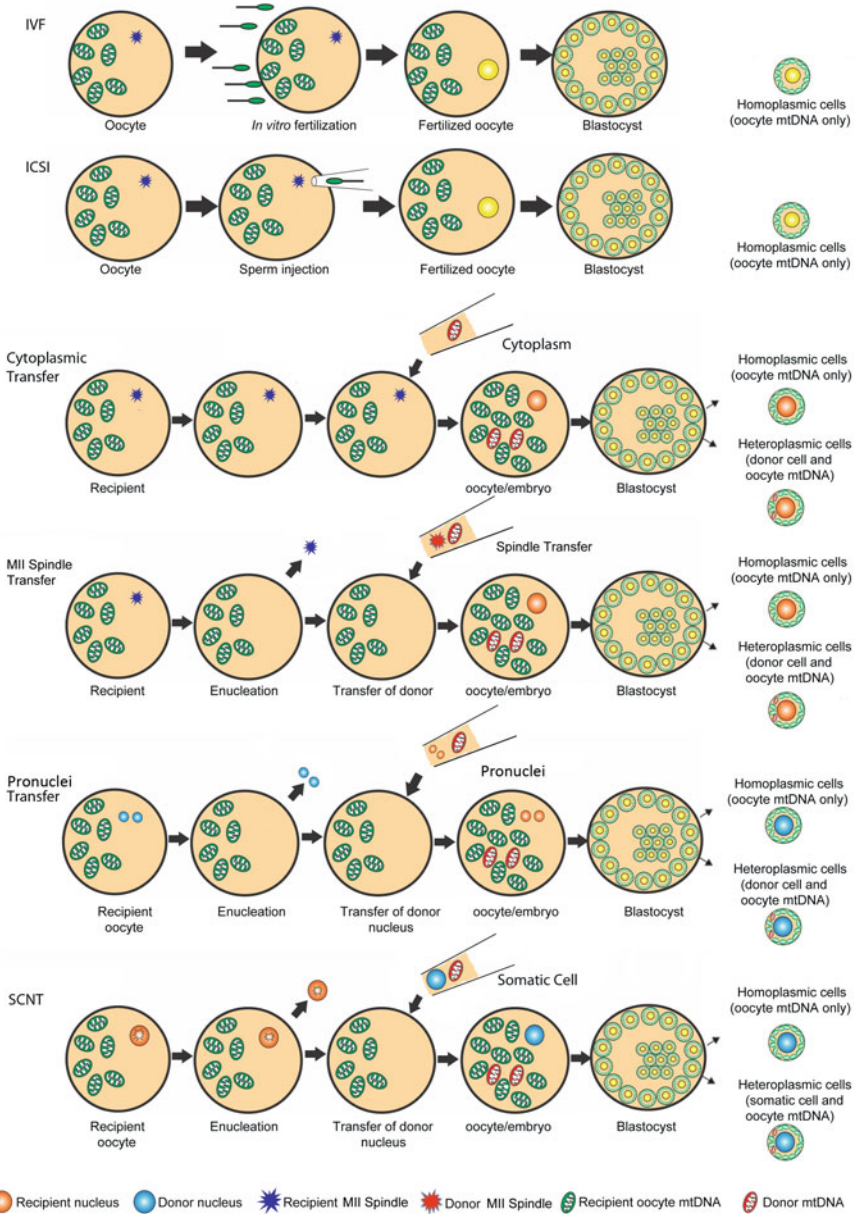 IVF
Oocyte
In vitro fertilization
Fertilized oocyte
Blastocyst
Homoplasmic cells
(oocyte mtDNA only)
ICSI
Oocyte
Sperm injection
Fertilized oocyte
Blastocyst
Homoplasmic cells
(oocyte mtDNA only)
Cytoplasmic
Transfer
Cytoplasm
Recipient
oocyte/embryo
Blastocyst
Homoplasmic cells
(oocyte mtDNA only)
Heteroplasmic cells
(donor cell and
oocyte mtDNA)
MII Spindle
Transfer
Spindle Transfer
Recipient
Enucleation
Transfer of donor
oocyte/embryo
Blastocyst
Homoplasmic cells
(oocyte mtDNA only)
Heteroplasmic cells
(donor cell and
oocyte mtDNA)
Pronuclei
Transfer
Pronuclei
Recipient
oocyte
Enucleation
Transfer of donor
nucleus
oocyte/embryo
Blastocyst
Homoplasmic cells
(oocyte mtDNA only)
Heteroplasmic cells
(donor cell and
oocyte mtDNA)
SCNT
Somatic Cell
Recipient
oocyte
Enucleation
Transfer of donor
nucleus
oocyte/embryo
Blastocyst
Homoplasmic cells
(oocyte mtDNA only)
Heteroplasmic cells
(somatic cell and
oocyte mtDNA)
Recipient nucleus
Donor nucleus
Recipient MII Spindle
Donor MII Spindle
Recipient oocyte mtDNA
Donor mtDNA